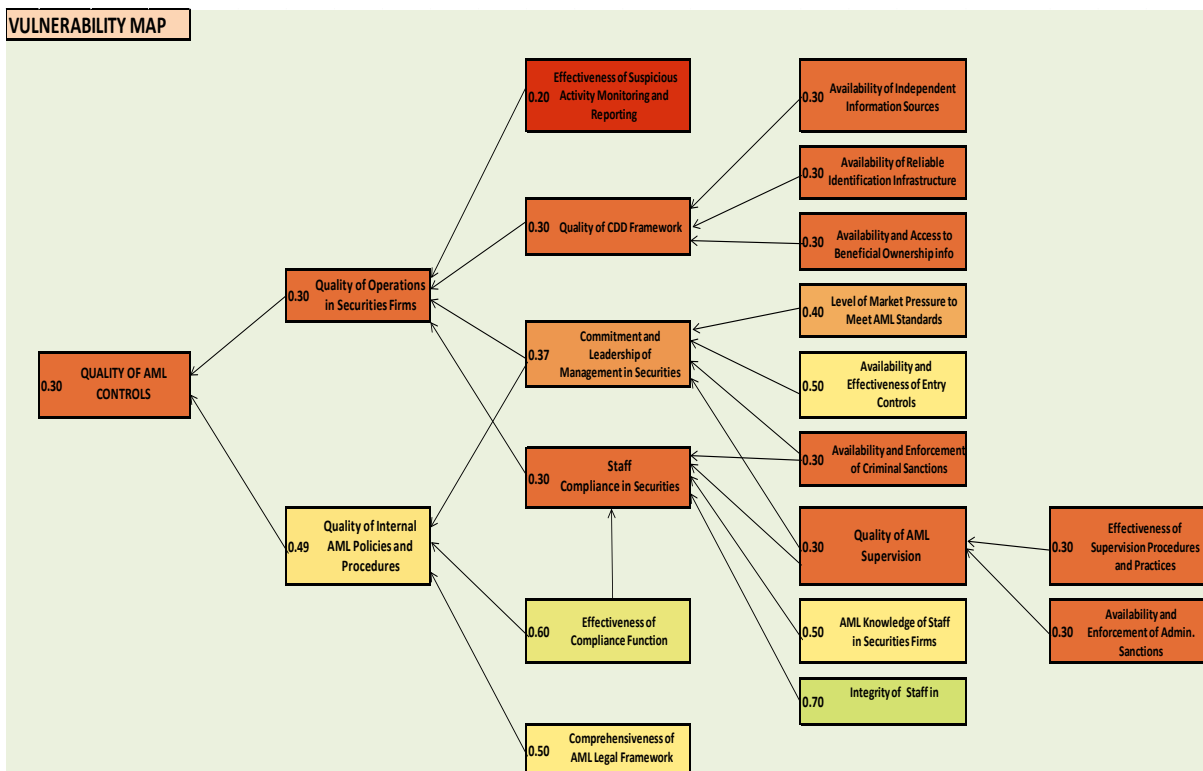 VULNERABILITY MAP
0.20
Effectiveness of Suspicious
Activity Monitoring and
Reporting
0.30
Availability of Independent
Information Sources
0.30
Availability of Reliable
Identification Infrastructure
0.30
Quality of CDD Framework
0.30
Availability and Access to
Beneficial Ownership info
0.30
Quality of Operations
in Securities Firms
0.40
Level of Market Pressure to
Meet AML Standards
0.37
Commitment and
Leadership of
Management in Securities
0.30
QUALITY OF AML
CONTROLS
0.50
Availability and
Effectiveness of Entry
Controls
0.30
Availability and Enforcement
of Criminal Sanctions
0.30
Staff
Compliance in Securities
0.49
Quality of Internal
AML Policies and
Procedures
0.30
Quality of AML
Supervision
0.30
Effectiveness of
Supervision Procedures
and Practices
0.60
Effectiveness of
Compliance Function
0.50
AML Knowledge of Staff
in Securities Firms
0.30
Availability and
Enforcement of Admin.
Sanctions
0.70
Integrity of Staff in
0.50
Comprehensiveness of
AML Legal Framework